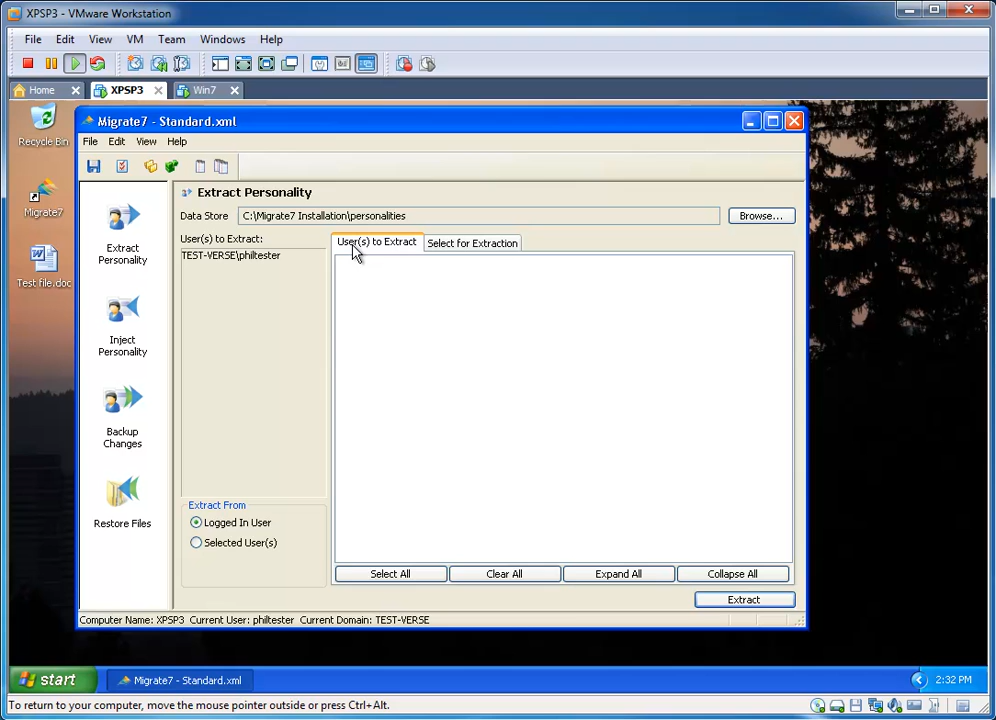 XPSP3 - VMware Workstation
File Edit View VM Team Windows Help
Home XPSP3 Win7
Recycle Bin
Migrate7
Test file.doc
Migrate7 - Standard.xml
File Edit View Help
Extract Personality
Inject Personality
Backup Changes
Restore Files
Extract Personality
Data Store C:\Migrate7 Installation\personalities Browse...
User(s) to Extract:
TEST-VERSE\philtester
User(s) to Extract Select for Extraction
Extract From
Logged In User
Selected User(s)
Select All Clear All Expand All Collapse All
Extract
Computer Name: XPSP3 Current User: philtester Current Domain: TEST-VERSE
start Migrate7 - Standard.xml 2:32 PM
To return to your computer, move the mouse pointer outside or press Ctrl+Alt.